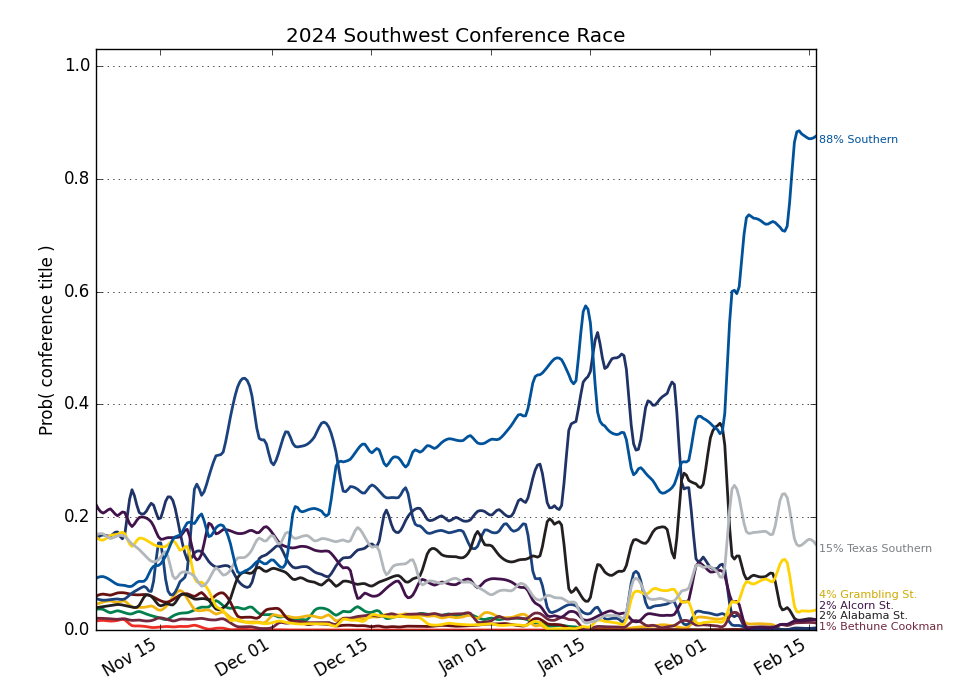 2024 Southwest Conference Race
Prob( conference title )
1.0
0.8
0.6
0.4
0.2
0.0
88% Southern
15% Texas Southern
4% Grambling St.
2% Alcorn St.
2% Alabama St.
1% Bethune Cookman
Nov 15
Dec 01
Dec 15
Jan 01
Jan 15
Feb 01
Feb 15